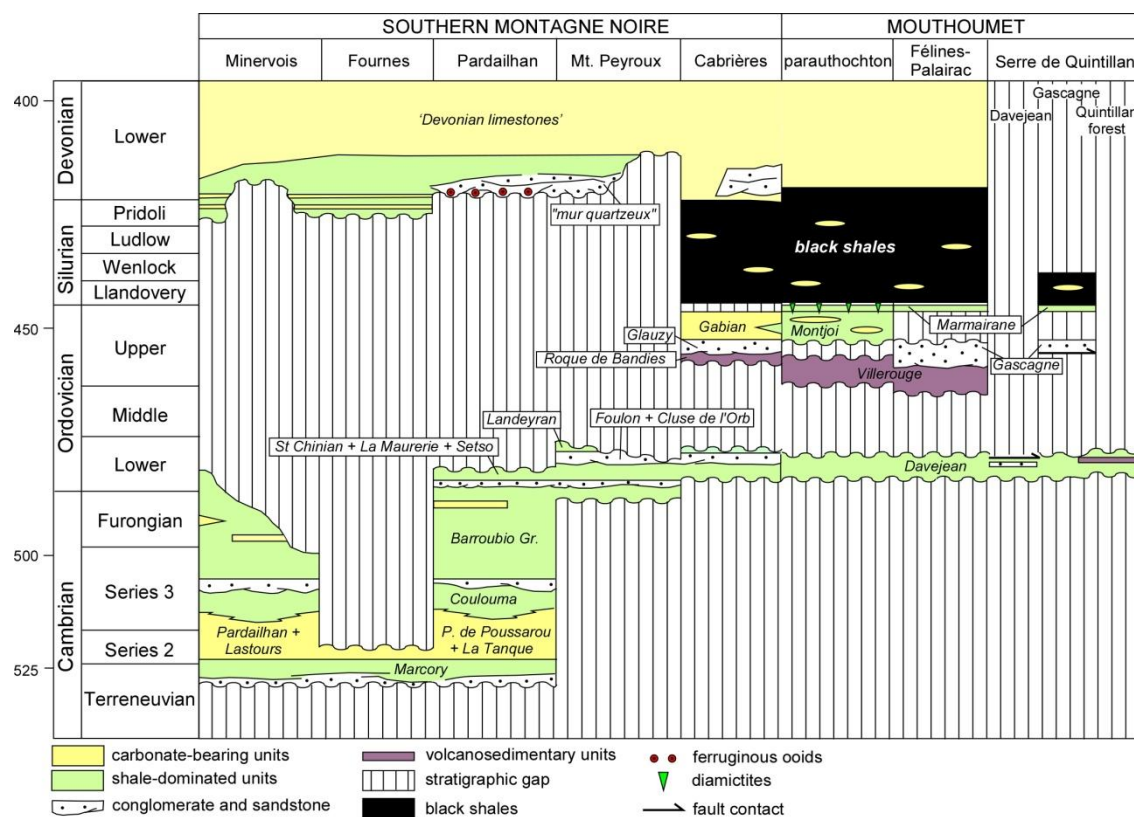 SOUTHERN MONTAGNE NOIRE
MOUTHOUMET
Minervois
Fournes
Pardailhan
Mt. Peyroux
Cabrières
parauthochton
Félines-
Palairac
Serre de Quintillan
400
450
500
525
Devonian
Silurian
Ordovician
Cambrian
Lower
Pridoli
Ludlow
Wenlock
Llandovery
Upper
Middle
Lower
Furongian
Series 3
Series 2
Terreneuvian
Gascagne
Davejean
Quintillan
forest
'Devonian limestones'
"mur quartzeux"
black shales
Gabian
Montjoi
Marmairane
Glauzy
Roque de Bandies
Gascagne
Villerouge
Landeyran
Foulon + Cluse de l'Orb
St Chinian + La Maurerie + Setso
Davejean
Barroubio Gr.
Coulouma
Pardailhan +
Lastours
P. de Poussarou
+ La Tanque
Marcory
carbonate-bearing units
shale-dominated units
conglomerate and sandstone
volcanosedimentary units
stratigraphic gap
black shales
ferruginous ooids
diamictites
fault contact